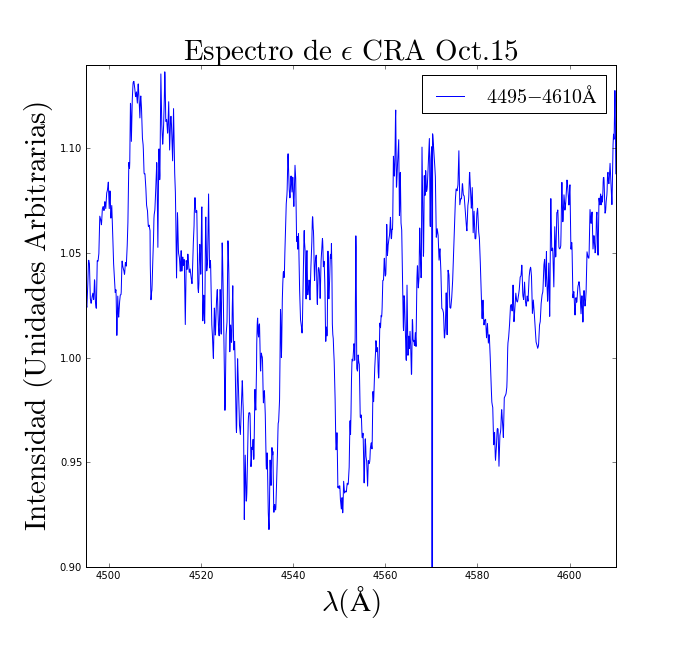 Espectro de ϵ CRA Oct.15
4495−4610Å
Intensidad (Unidades Arbitrarias)
1.10
1.05
1.00
0.95
0.90
4500
4520
4540
4560
4580
4600
λ(Å)